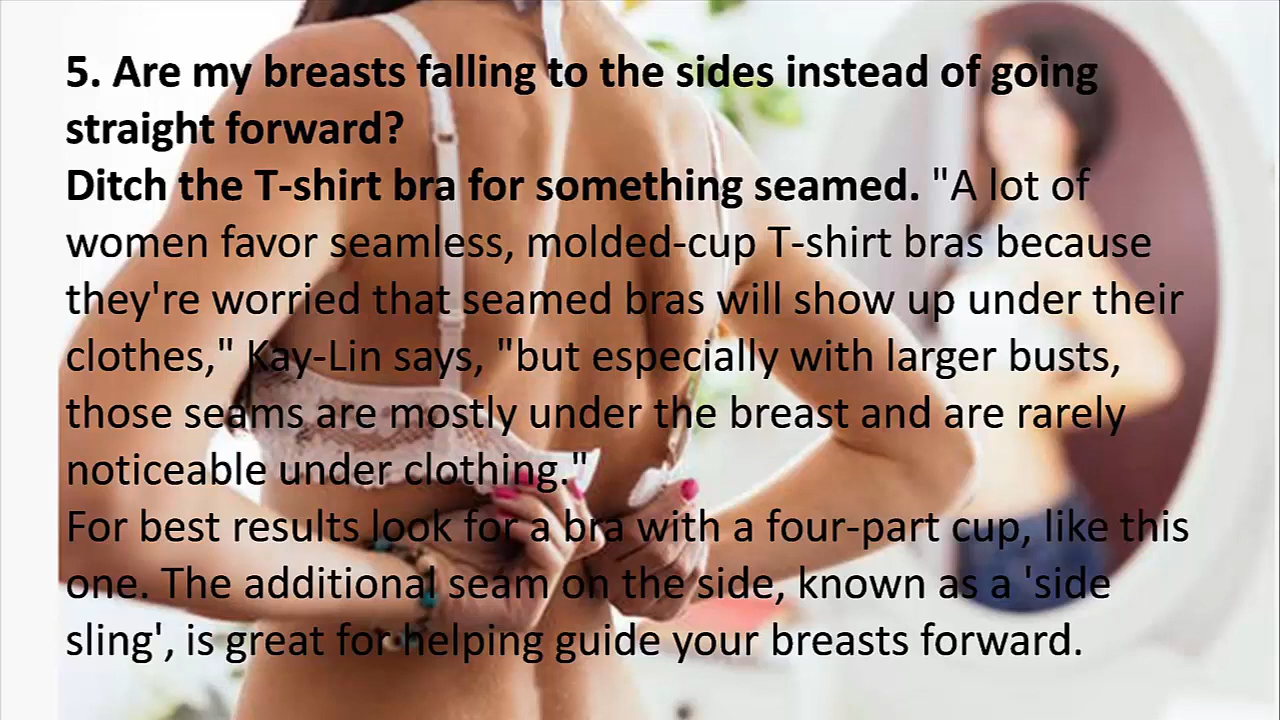 5. Are my breasts falling to the sides instead of going
straight forward?
Ditch the T-shirt bra for something seamed. "A lot of
women favor seamless, molded-cup T-shirt bras because
they're worried that seamed bras will show up under their
clothes," Kay-Lin says, "but especially with larger busts,
those seams are mostly under the breast and are rarely
noticeable under clothing."
For best results look for a bra with a four-part cup, like this
one. The additional seam on the side, known as a 'side
sling', is great for helping guide your breasts forward.